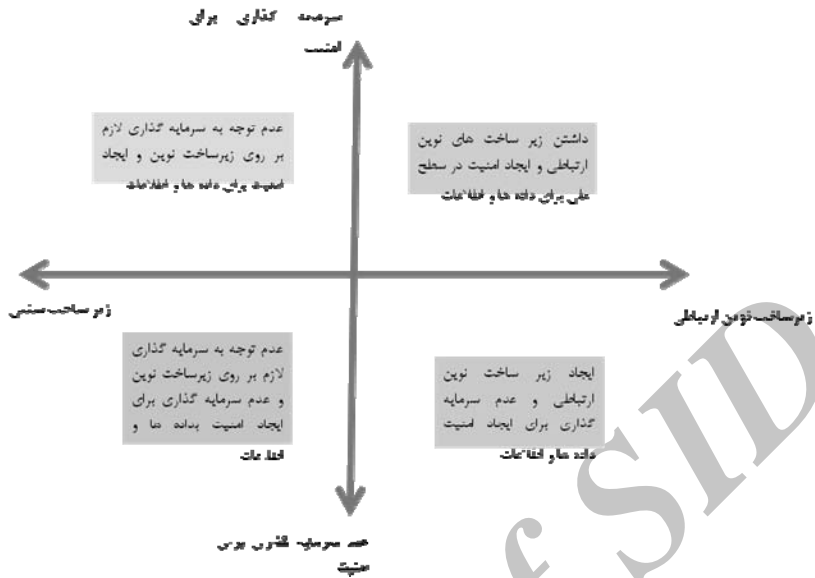 سرمایه گذاری برای
امنیت
داشتن زیر ساخت های نوین
ارتباطی و ایجاد امنیت در سطح
ملی برای داده ها و اطلاعات
عدم توجه به سرمایه گذاری لازم
بر روی زیرساخت نوین و ایجاد
امنیت برای داده ها و اطلاعات
زیرساخت نوین ارتباطی
زیر ساخت سنتی
ایجاد زیر ساخت نوین
ارتباطی و عدم سرمایه
گذاری برای ایجاد امنیت
داده ها و اطلاعات
عدم توجه به سرمایه گذاری
لازم بر روی زیرساخت نوین
و عدم سرمایه گذاری برای
ایجاد امنیت بداده ها و
اطلاعات
عدم سرمایه گذاری برای
امنیت
of SID